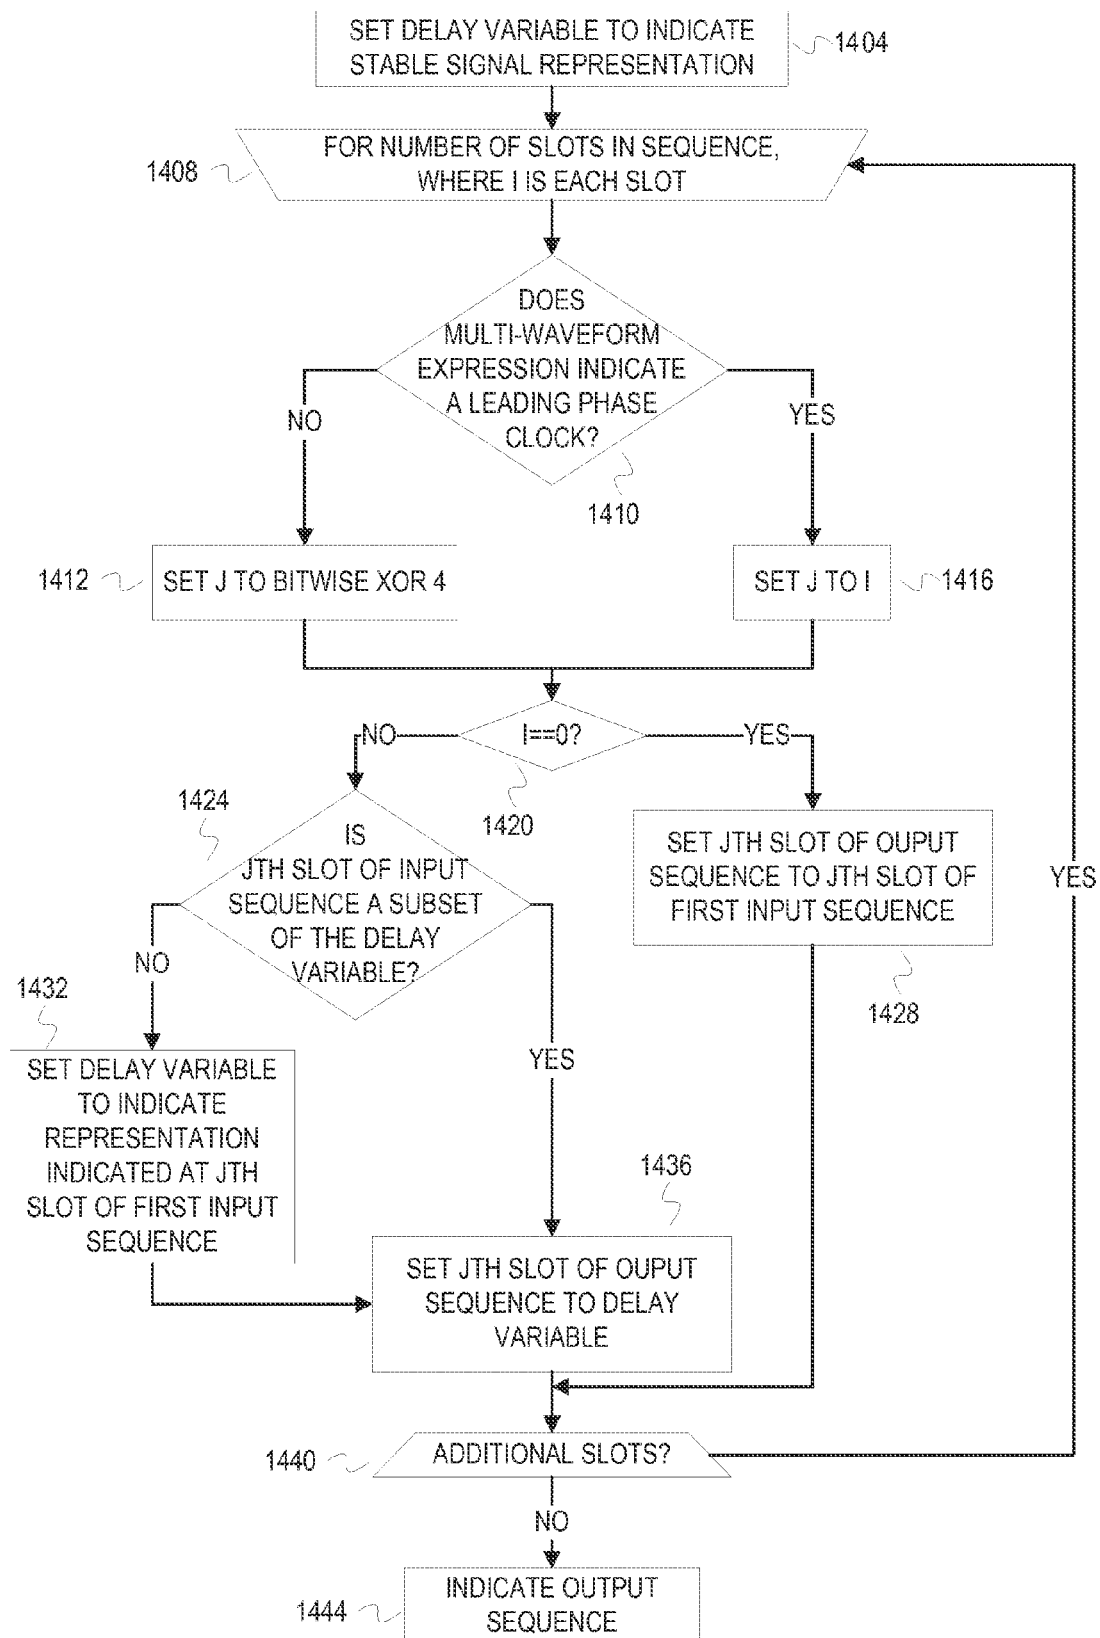 SET DELAY VARIABLE TO INDICATE
STABLE SIGNAL REPRESENTATION
1404
FOR NUMBER OF SLOTS IN SEQUENCE,
WHERE I IS EACH SLOT
1408
DOES
MULTI-WAVEFORM
EXPRESSION INDICATE
A LEADING PHASE
CLOCK?
NO
YES
1410
1412
SET J TO BITWISE XOR 4
SET J TO I
1416
NO
I==0?
YES
1420
1424
IS
JTH SLOT OF INPUT
SEQUENCE A SUBSET
OF THE DELAY
VARIABLE?
SET JTH SLOT OF OUPUT
SEQUENCE TO JTH SLOT OF
FIRST INPUT SEQUENCE
1428
YES
NO
YES
1432
SET DELAY VARIABLE
TO INDICATE
REPRESENTATION
INDICATED AT JTH
SLOT OF FIRST INPUT
SEQUENCE
1436
SET JTH SLOT OF OUPUT
SEQUENCE TO DELAY
VARIABLE
1440
ADDITIONAL SLOTS?
NO
1444
INDICATE OUTPUT
SEQUENCE